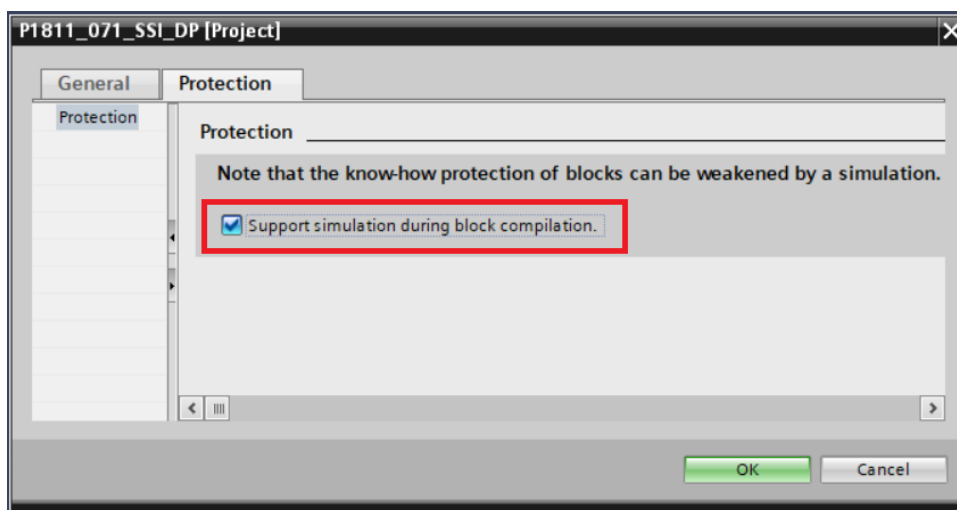 P1811_071_SSI_DP [Project]
General
Protection
Protection
Protection
Note that the know-how protection of blocks can be weakened by a simulation.
Support simulation during block compilation.
OK
Cancel